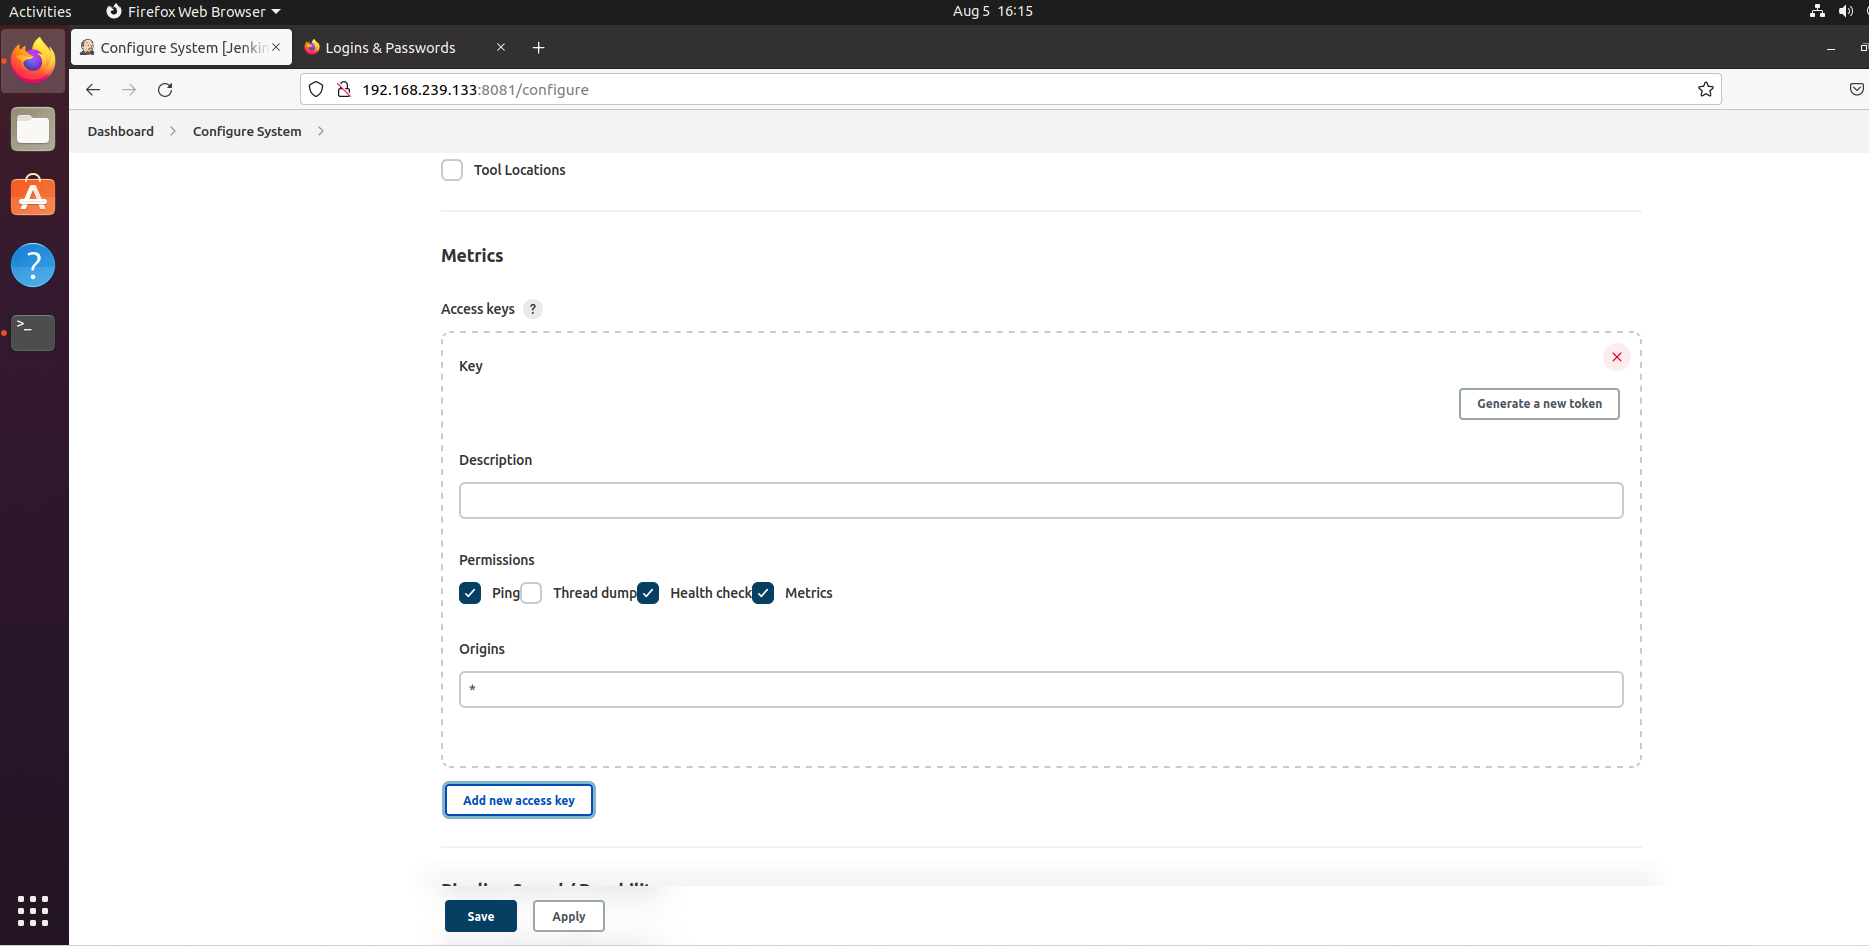 Activities Firefox Web Browser Aug 5 16:15
Configure System [Jenkin Logins & Passwords
192.168.239.133:8081/configure
Dashboard Configure System
Tool Locations
Metrics
Access keys ?
Key
Generate a new token
Description
Permissions
Ping Thread dump Health check Metrics
Origins
*
Add new access key
Save Apply